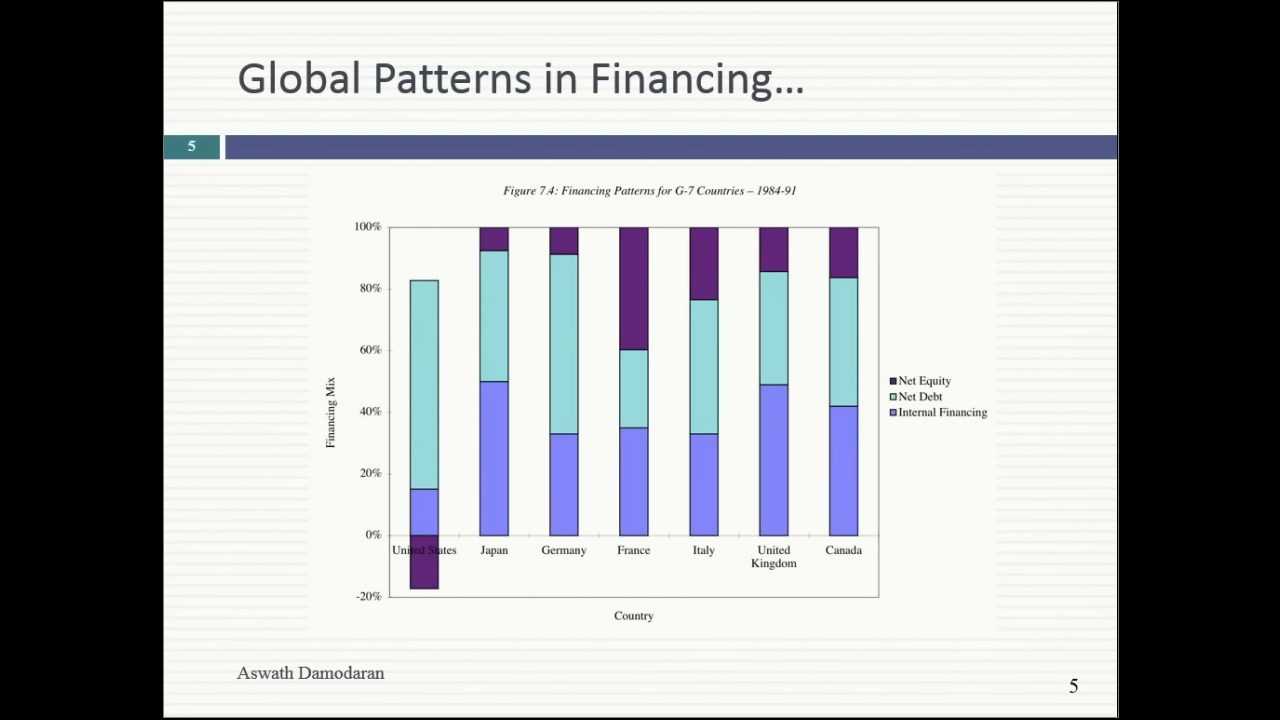 Global Patterns in Financing...
5
Figure 7.4: Financing Patterns for G-7 Countries – 1984-91
100%
80%
60%
40%
20%
0%
-20%
Financing Mix
United States
Japan
Germany
France
Italy
United
Kingdom
Canada
Country
Net Equity
Net Debt
Internal Financing
Aswath Damodaran
5